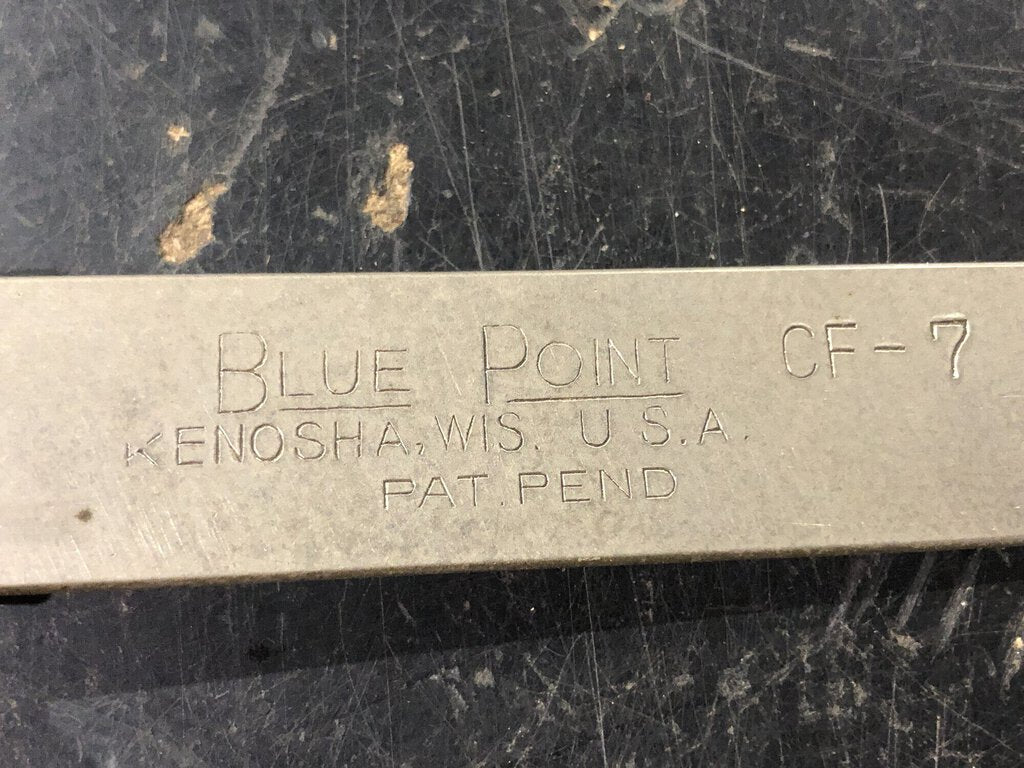 BLUE POINT CF-7
KENOSHA, WIS. U.S.A.
PAT. PEND